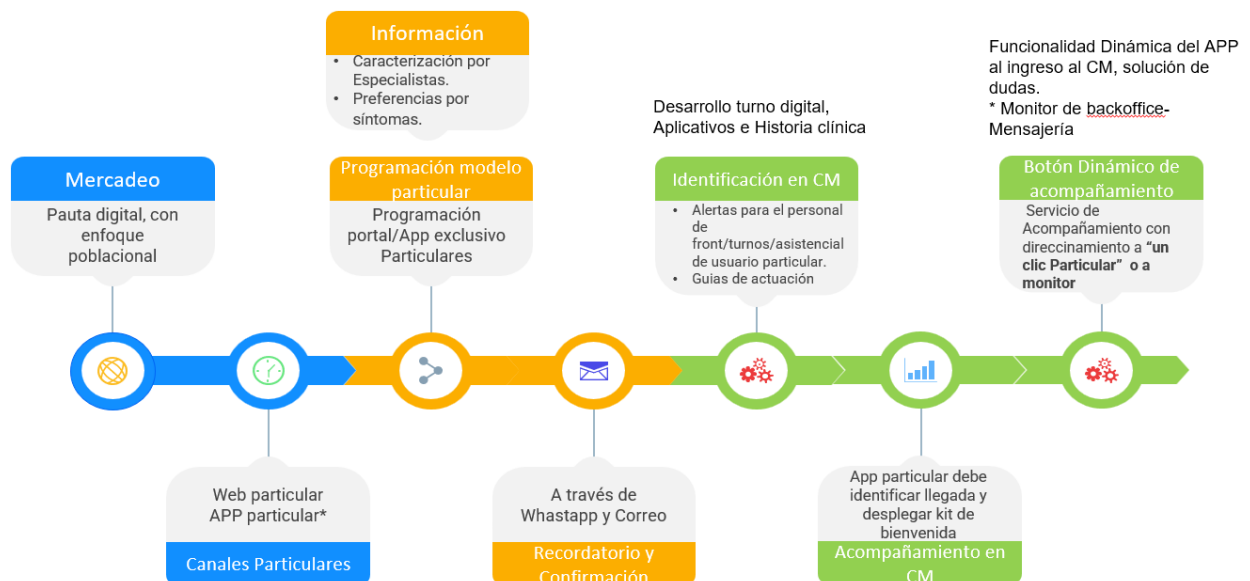 Información
• Caracterización por
Especialistas.
• Preferencias por
síntomas.
Funcionalidad Dinámica del APP
al ingreso al CM, solución de
dudas.
* Monitor de backoffice-
Mensajería
Desarrollo turno digital,
Aplicativos e Historia clínica
Mercadeo
Pauta digital, con
enfoque
poblacional
Programación modelo
particular
Programación
portal/App exclusivo
Particulares
Identificación en CM
• Alertas para el personal
de
front/turnos/asistencial
de usuario particular.
• Guias de actuación
Botón Dinámico de
acompañamiento
Servicio de
Acompañamiento con
direccinamiento a “un
clic Particular” o a
monitor
Web particular
APP particular*
Canales Particulares
A través de
Whastapp y Correo
Recordatorio y
Confirmación
App particular debe
identificar llegada y
desplegar kit de
bienvenida
Acompañamiento en
CM